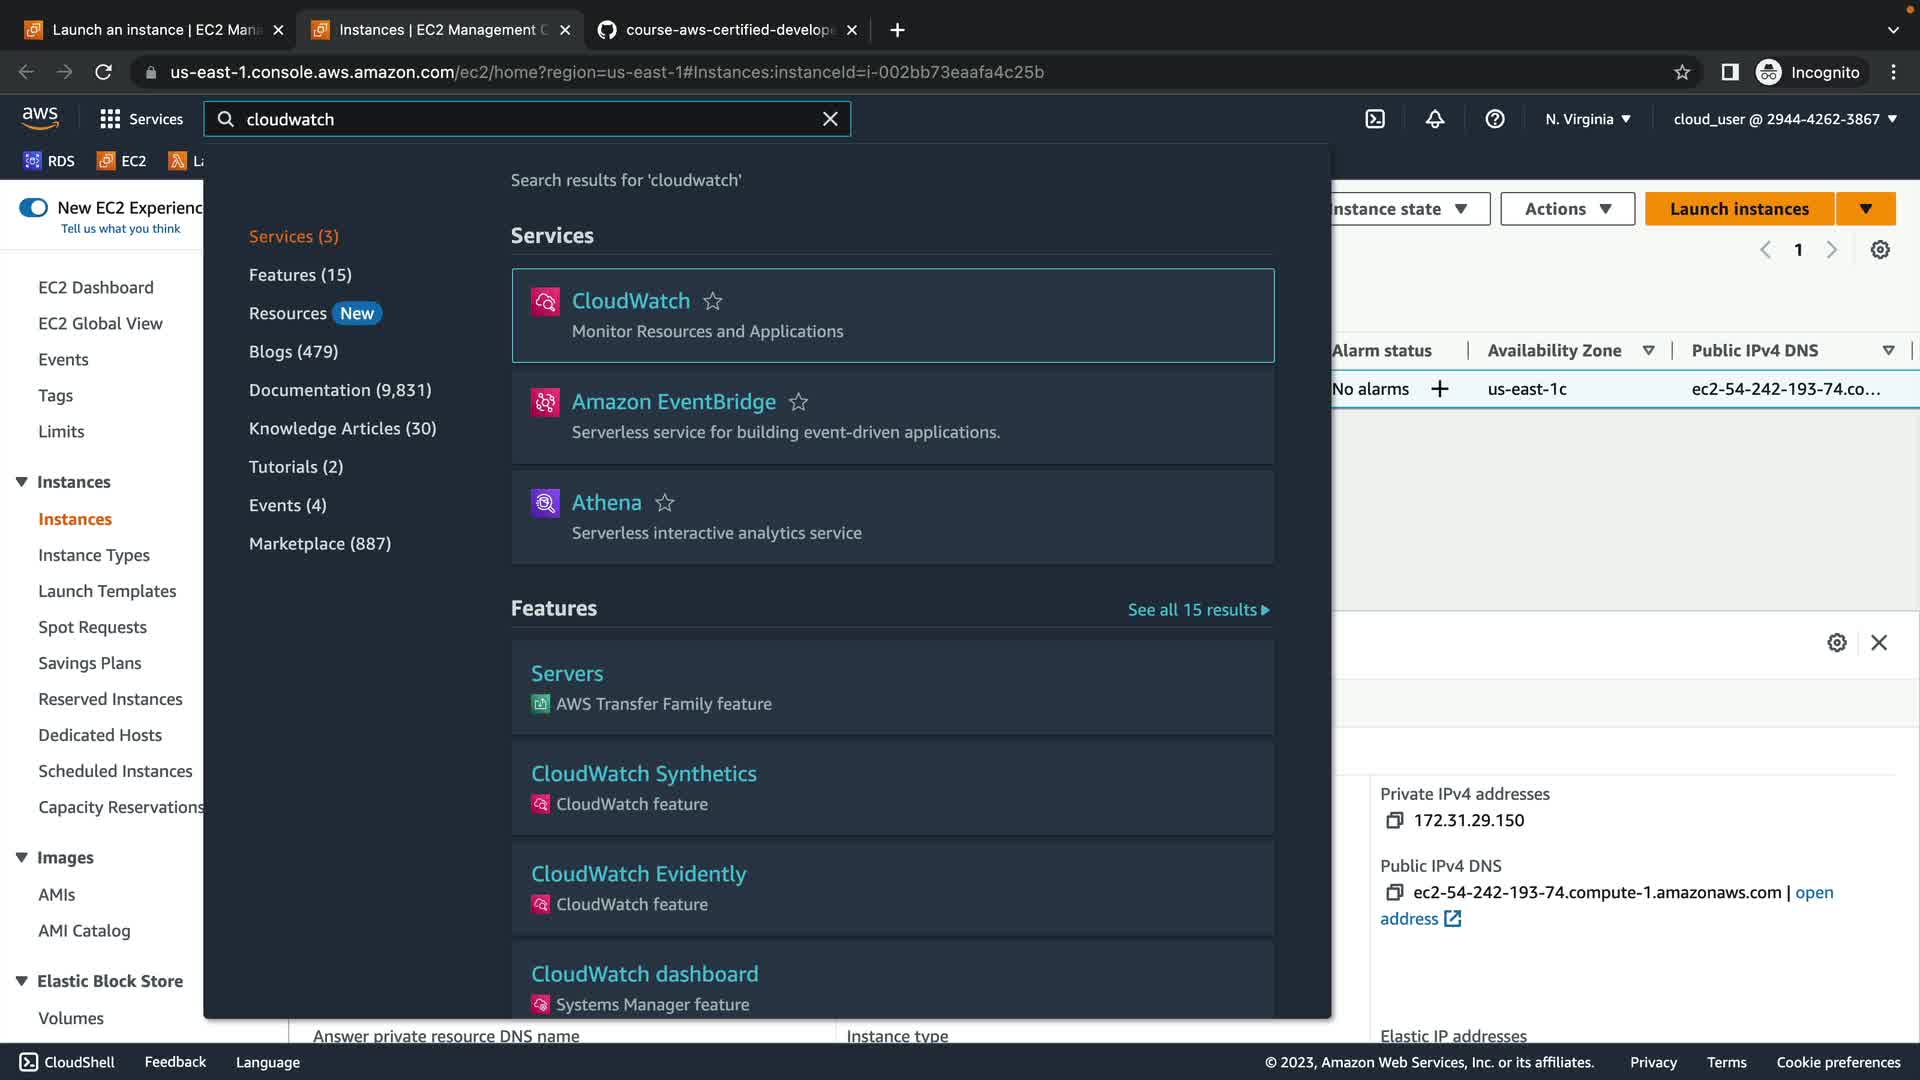 Launch an instance | EC2 Mana
Instances | EC2 Management C
course-aws-certified-develope
us-east-1.console.aws.amazon.com/ec2/home?region=us-east-1#Instances:instanceId=i-002bb73eaafa4c25b
Incognito
aws
Services
cloudwatch
N. Virginia
cloud_user @ 2944-4262-3867
RDS
EC2
La
New EC2 Experienc
Tell us what you think
EC2 Dashboard
EC2 Global View
Events
Tags
Limits
Instances
Instances
Instance Types
Launch Templates
Spot Requests
Savings Plans
Reserved Instances
Dedicated Hosts
Scheduled Instances
Capacity Reservations
Images
AMIs
AMI Catalog
Elastic Block Store
Volumes
Search results for 'cloudwatch'
Services (3)
Features (15)
Resources New
Blogs (479)
Documentation (9,831)
Knowledge Articles (30)
Tutorials (2)
Events (4)
Marketplace (887)
Services
CloudWatch
Monitor Resources and Applications
Amazon EventBridge
Serverless service for building event-driven applications.
Athena
Serverless interactive analytics service
Features
See all 15 results
Servers
AWS Transfer Family feature
CloudWatch Synthetics
CloudWatch feature
CloudWatch Evidently
CloudWatch feature
CloudWatch dashboard
Systems Manager feature
Instance state
Actions
Launch instances
1
Alarm status
Availability Zone
Public IPv4 DNS
No alarms
us-east-1c
ec2-54-242-193-74.co...
Private IPv4 addresses
172.31.29.150
Public IPv4 DNS
ec2-54-242-193-74.compute-1.amazonaws.com | open
address
Answer private resource DNS name
Instance type
Elastic IP addresses
CloudShell
Feedback
Language
© 2023, Amazon Web Services, Inc. or its affiliates.
Privacy
Terms
Cookie preferences